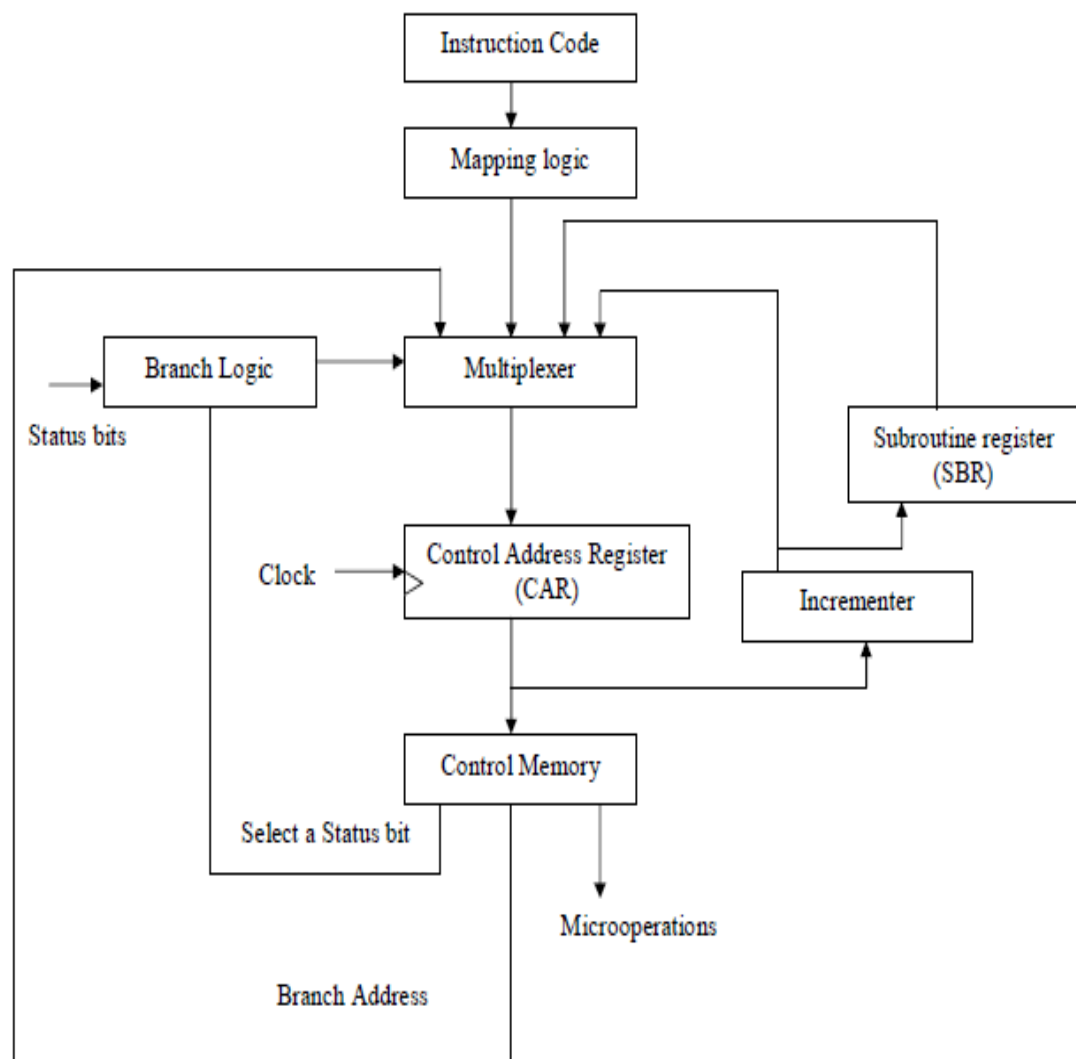 Instruction Code
Mapping logic
Branch Logic
Multiplexer
Status bits
Subroutine register
(SBR)
Clock
Control Address Register
(CAR)
Incrementer
Control Memory
Select a Status bit
Microoperations
Branch Address